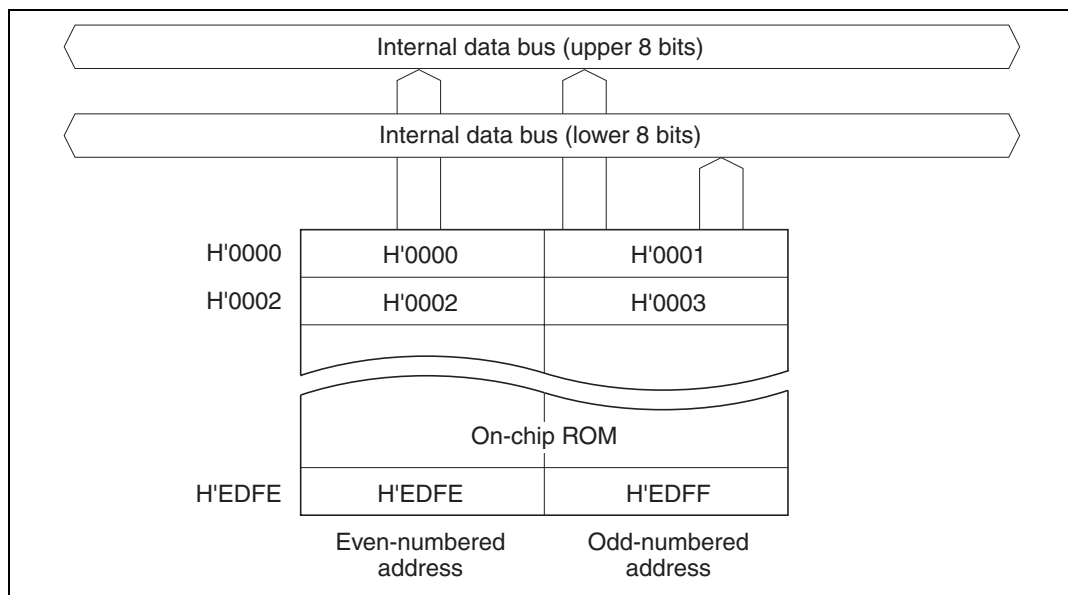 Internal data bus (upper 8 bits)
Internal data bus (lower 8 bits)
H'0000 H'0000 H'0001
H'0002 H'0002 H'0003
On-chip ROM
H'EDFE H'EDFE H'EDFF
Even-numbered address
Odd-numbered address